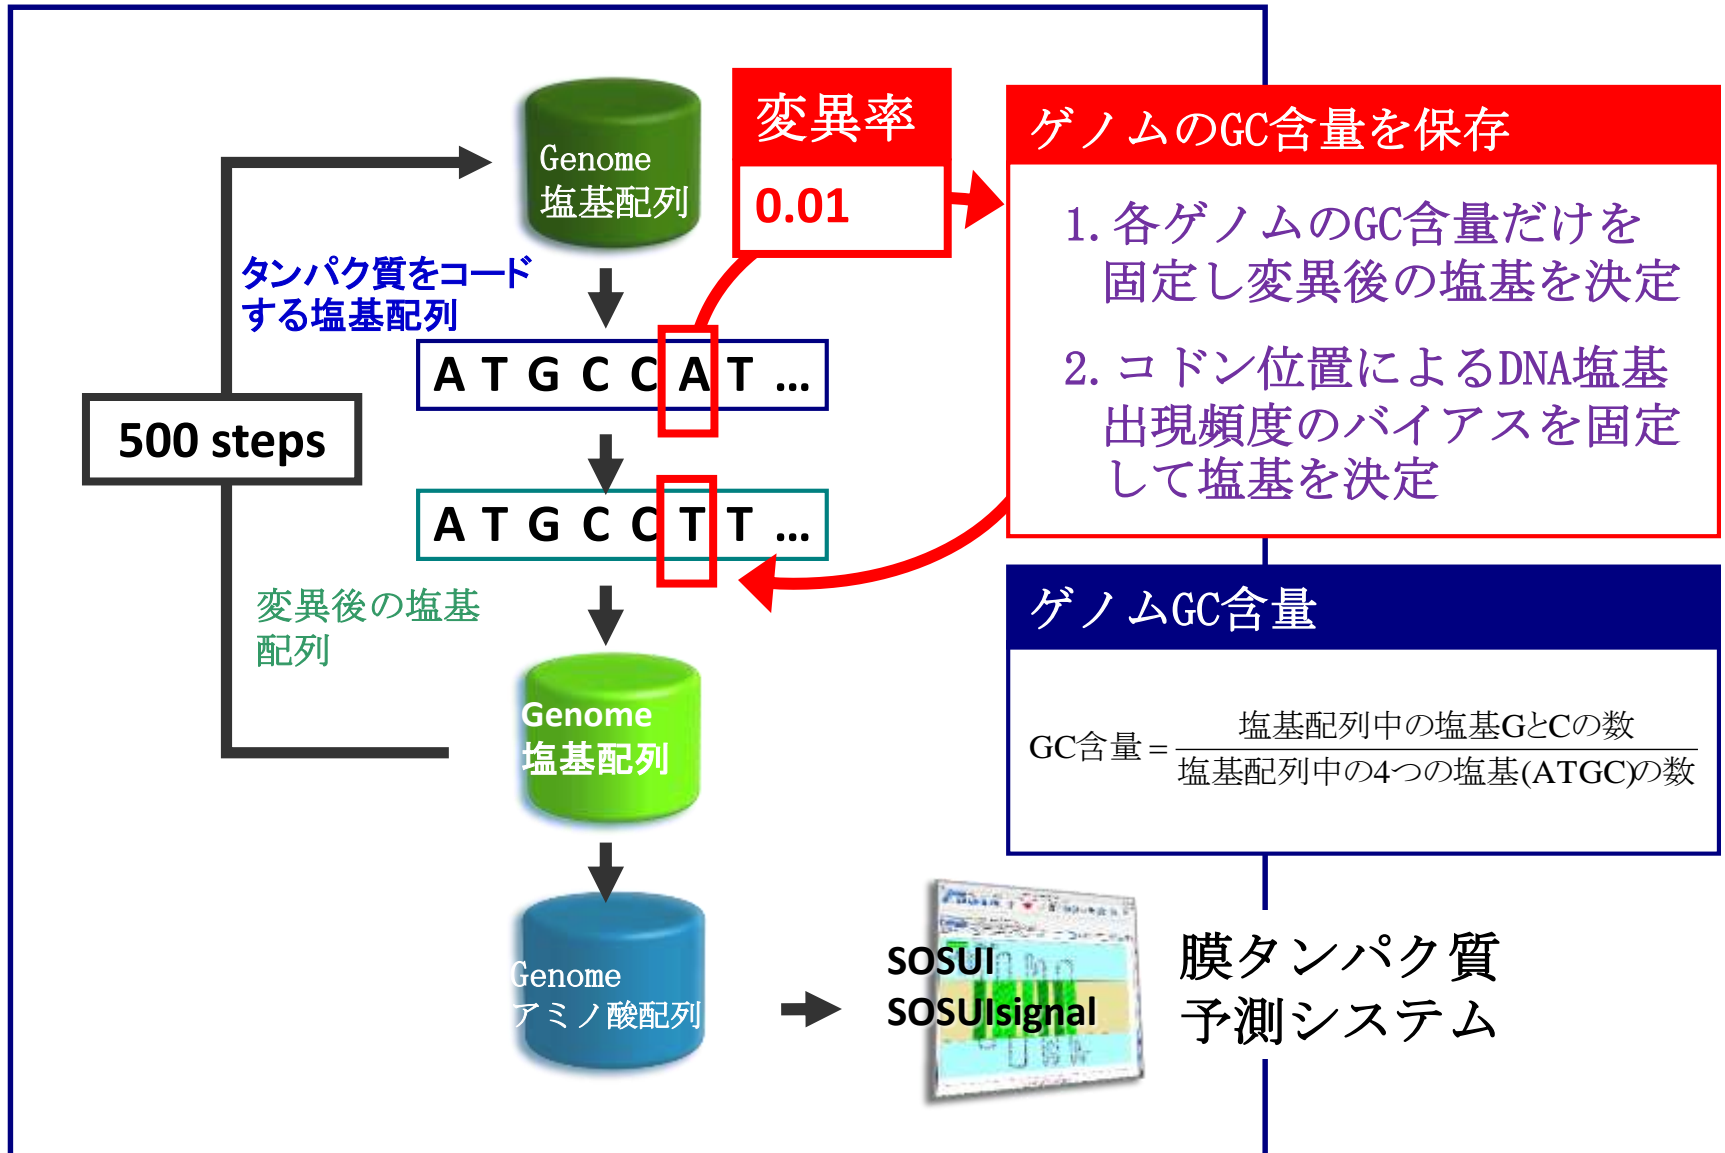 Genome
塩基配列
変異率
0.01
ゲノムのGC含量を保存
1. 各ゲノムのGC含量だけを
固定し変異後の塩基を決定
2. コドン位置によるDNA塩基
出現頻度のバイアスを固定
して塩基を決定
タンパク質をコード
する塩基配列
A T G C C A T ...
500 steps
A T G C C T T ...
変異後の塩基
配列
ゲノムGC含量
GC含量＝
塩基配列中の塩基GとCの数
塩基配列中の4つの塩基(ATGC)の数
Genome
塩基配列
Genome
アミノ酸配列
SOSUI
SOSUIsignal
膜タンパク質
予測システム